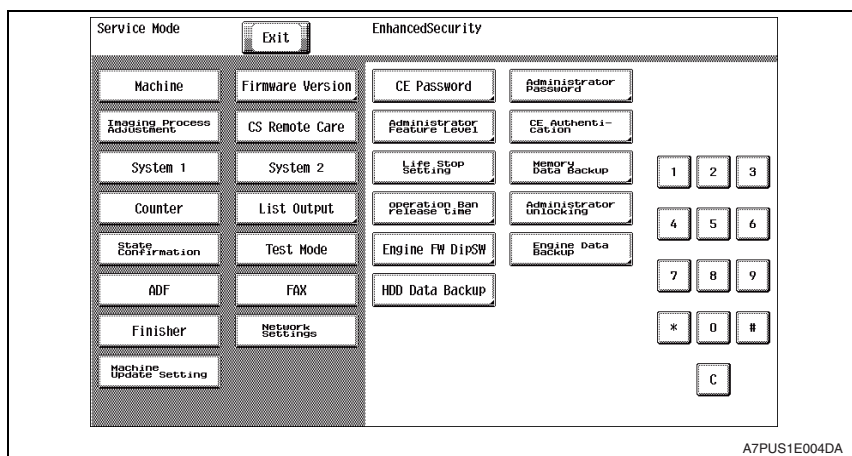 Service Mode
Exit
EnhancedSecurity
Machine
Firmware Version
CE Password
Administrator
Password
Imaging Process
Adjustment
CS Remote Care
Administrator
Feature Level
CE Authenti-
cation
System 1
System 2
Life Stop
Setting
Memory
Data Backup
1 2 3
Counter
List Output
operation Ban
release time
Administrator
unlocking
4 5 6
State
Confirmation
Test Mode
Engine FW DipSW
Engine Data
Backup
7 8 9
ADF
FAX
HDD Data Backup
Finisher
Network
Settings
* 0 #
Machine
Update Setting
C
A7PUS1E004DA